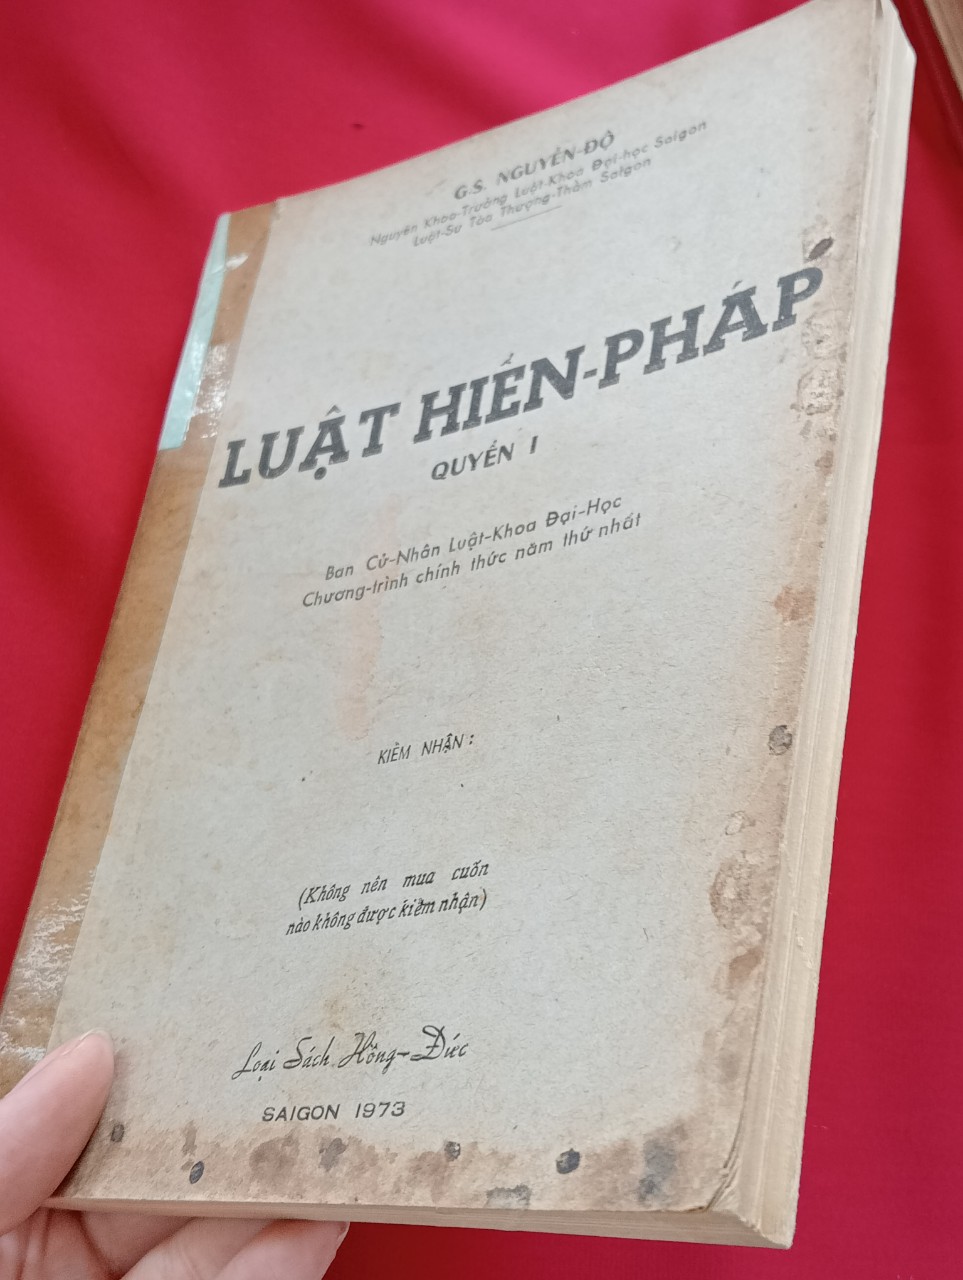 G.S. NGUYỄN-ĐỘ
Nguyên Khoa-Trưởng Luật-Khoa Đại-học Saigon
Luật-Sư Tòa Thượng-Thẩm Saigon
LUẬT HIẾN-PHÁP
QUYỂN I
Ban Cử-Nhân Luật-Khoa Đại-Học
Chương-trình chính thức năm thứ nhất
KIỂM NHẬN :
(Không nên mua cuốn
nào không được kiểm nhận)
Loại Sách Hồng-Đức
SAIGON 1973